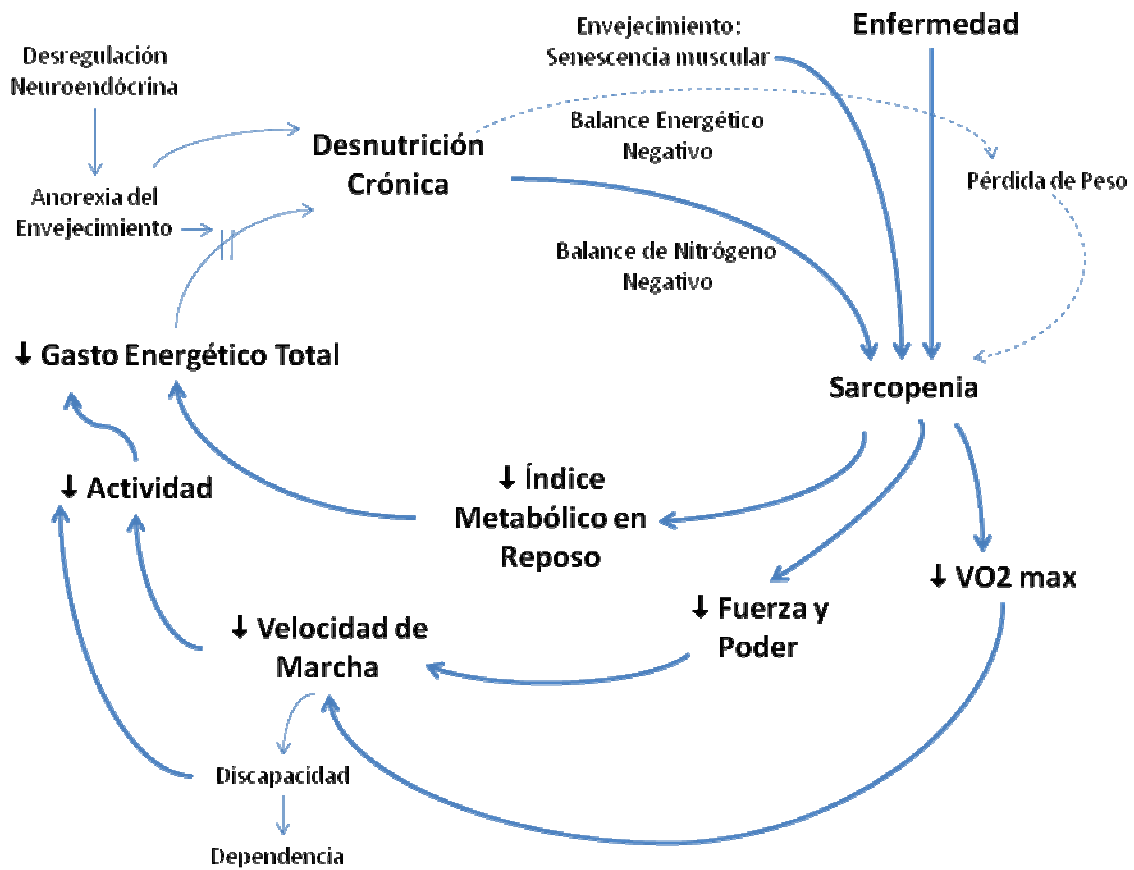 Envejecimiento:
Senescencia muscular
Enfermedad
Desregulación
Neuroendócrina
Balance Energético
Negativo
Desnutrición
Crónica
Pérdida de Peso
Anorexia del
Envejecimiento
Balance de Nitrógeno
Negativo
↓ Gasto Energético Total
Sarcopenia
↓ Actividad
↓ Índice
Metabólico en
Reposo
↓ VO2 max
↓ Fuerza y
Poder
↓ Velocidad de
Marcha
Discapacidad
Dependencia